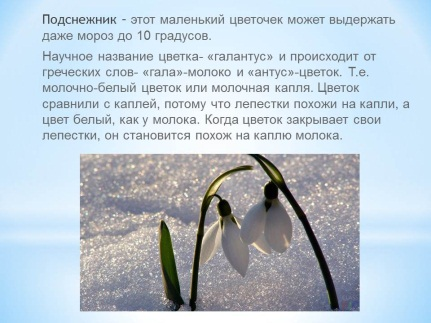 Подснежник - этот маленький цветочек может выдержать
даже мороз до 10 градусов.
Научное название цветка- «галантус» и происходит от
греческих слов- «гала»-молоко и «антус»-цветок. Т.е.
молочно-белый цветок или молочная капля. Цветок
сравнили с каплей, потому что лепестки похожи на капли, а
цвет белый, как у молока. Когда цветок закрывает свои
лепестки, он становится похож на каплю молока.